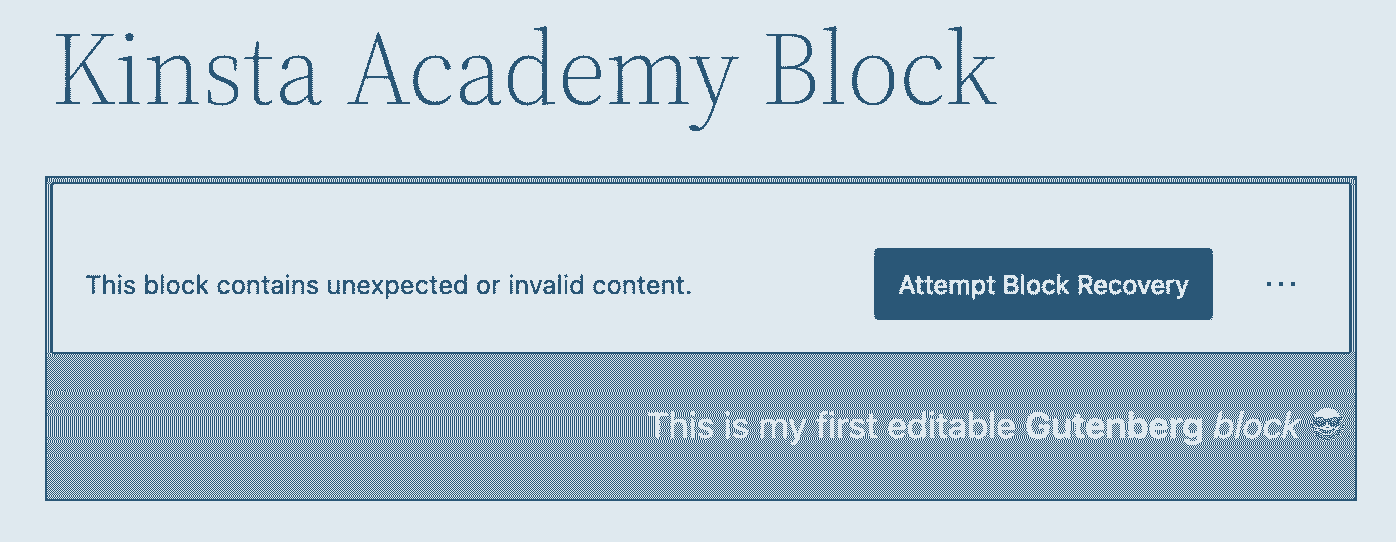 Kinsta Academy Block
This block contains unexpected or invalid content.
Attempt Block Recovery
This is my first editable Gutenberg block 😎